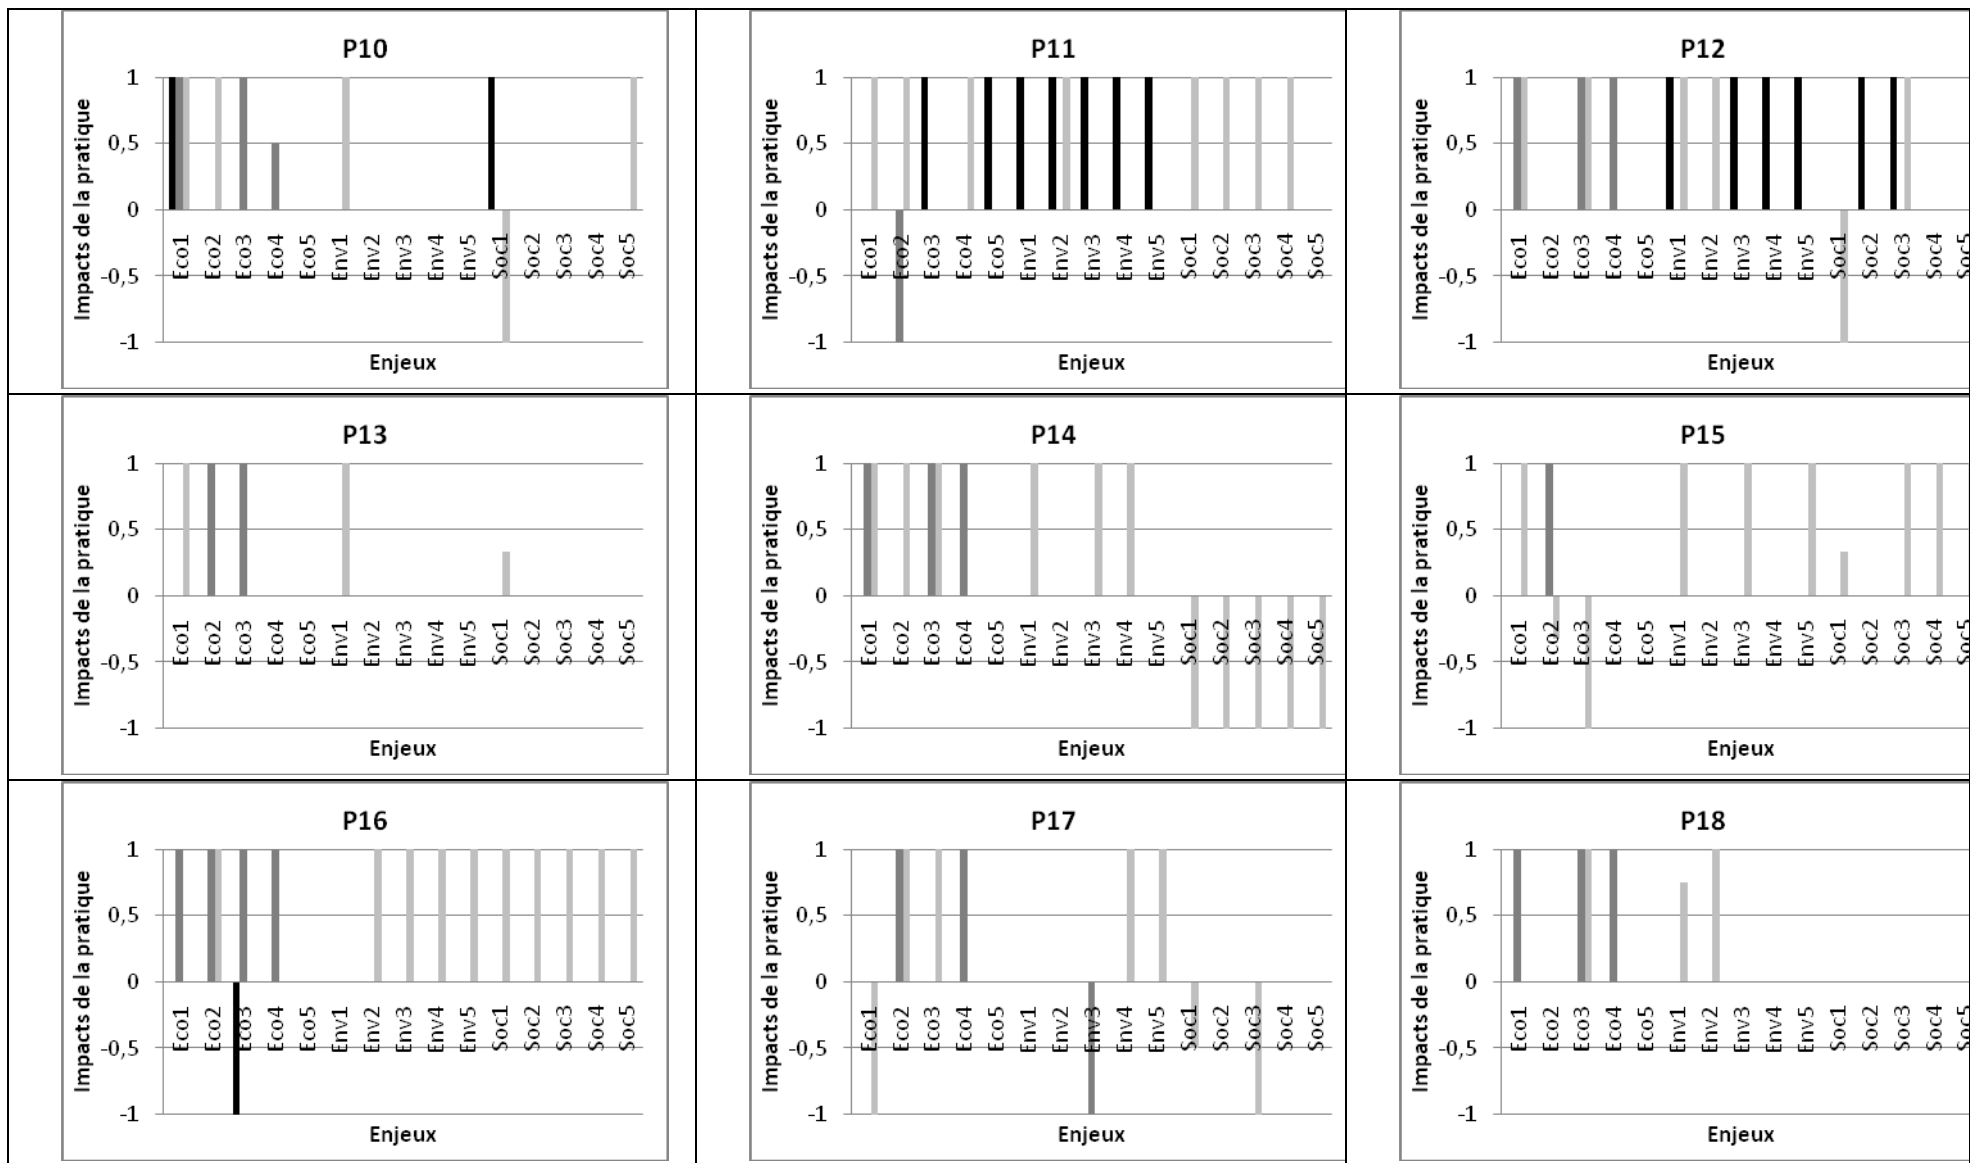 P10
Impacts de la pratique
1
0,5
0
-0,5
-1
Eco1 Eco2 Eco3 Eco4 Eco5 Env1 Env2 Env3 Env4 Env5 Soc1 Soc2 Soc3 Soc4 Soc5
Enjeux
P11
Impacts de la pratique
1
0,5
0
-0,5
-1
Eco1 Eco2 Eco3 Eco4 Eco5 Env1 Env2 Env3 Env4 Env5 Soc1 Soc2 Soc3 Soc4 Soc5
Enjeux
P12
Impacts de la pratique
1
0,5
0
-0,5
-1
Eco1 Eco2 Eco3 Eco4 Eco5 Env1 Env2 Env3 Env4 Env5 Soc1 Soc2 Soc3 Soc4 Soc5
Enjeux
P13
Impacts de la pratique
1
0,5
0
-0,5
-1
Eco1 Eco2 Eco3 Eco4 Eco5 Env1 Env2 Env3 Env4 Env5 Soc1 Soc2 Soc3 Soc4 Soc5
Enjeux
P14
Impacts de la pratique
1
0,5
0
-0,5
-1
Eco1 Eco2 Eco3 Eco4 Eco5 Env1 Env2 Env3 Env4 Env5 Soc1 Soc2 Soc3 Soc4 Soc5
Enjeux
P15
Impacts de la pratique
1
0,5
0
-0,5
-1
Eco1 Eco2 Eco3 Eco4 Eco5 Env1 Env2 Env3 Env4 Env5 Soc1 Soc2 Soc3 Soc4 Soc5
Enjeux
P16
Impacts de la pratique
1
0,5
0
-0,5
-1
Eco1 Eco2 Eco3 Eco4 Eco5 Env1 Env2 Env3 Env4 Env5 Soc1 Soc2 Soc3 Soc4 Soc5
Enjeux
P17
Impacts de la pratique
1
0,5
0
-0,5
-1
Eco1 Eco2 Eco3 Eco4 Eco5 Env1 Env2 Env3 Env4 Env5 Soc1 Soc2 Soc3 Soc4 Soc5
Enjeux
P18
Impacts de la pratique
1
0,5
0
-0,5
-1
Eco1 Eco2 Eco3 Eco4 Eco5 Env1 Env2 Env3 Env4 Env5 Soc1 Soc2 Soc3 Soc4 Soc5
Enjeux